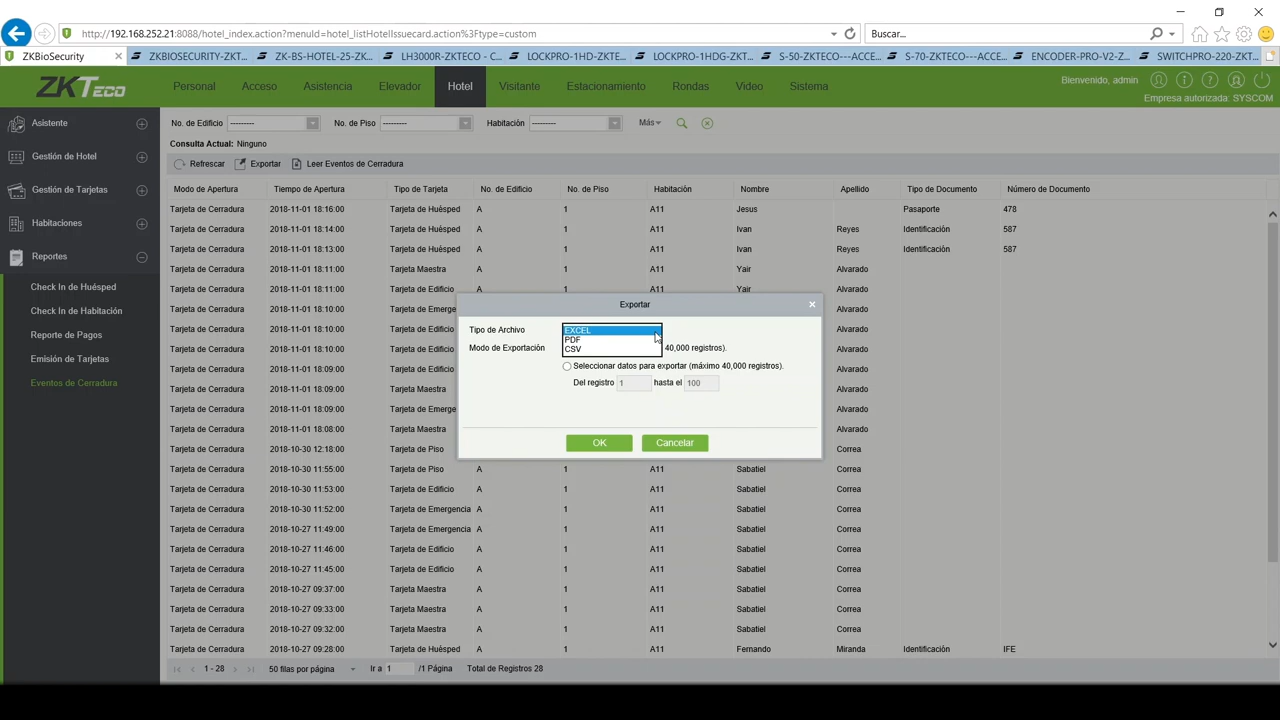 http://192.168.252.21:8088/hotel_index.action?menuId=hotel_listHotelIssuecard.action%3Ftype=custom
Buscar...
ZKBioSecurity
ZKBIOSECURITY-ZKT...
ZK-BS-HOTEL-25-ZK...
LH3000R-ZKTECO - C...
LOCKPRO-1HD-ZKTE...
LOCKPRO-1HDG-ZKT...
S-50-ZKTECO---ACCE...
S-70-ZKTECO---ACCE...
ENCODER-PRO-V2-Z...
SWITCHPRO-220-ZKT...
ZKTECO
Personal Acceso Asistencia Elevador Hotel Visitante Estacionamiento Rondas Video Sistema
Bienvenido, admin
Empresa autorizada: SYSCOM
Asistente
Gestión de Hotel
Gestión de Tarjetas
Habitaciones
Reportes
Check In de Huésped
Check In de Habitación
Reporte de Pagos
Emisión de Tarjetas
Eventos de Cerradura
No. de Edificio --------- No. de Piso --------- Habitación --------- Más
Consulta Actual: Ninguno
Refrescar Exportar Leer Eventos de Cerradura
Modo de Apertura Tiempo de Apertura Tipo de Tarjeta No. de Edificio No. de Piso Habitación Nombre Apellido Tipo de Documento Número de Documento
Tarjeta de Cerradura 2018-11-01 18:16:00 Tarjeta de Huésped A 1 A11 Jesus Pasaporte 478
Tarjeta de Cerradura 2018-11-01 18:14:00 Tarjeta de Huésped A 1 A11 Ivan Reyes Identificación 587
Tarjeta de Cerradura 2018-11-01 18:13:00 Tarjeta de Huésped A 1 A11 Ivan Reyes Identificación 587
Tarjeta de Cerradura 2018-11-01 18:11:00 Tarjeta Maestra A 1 A11 Yair Alvarado
Tarjeta de Cerradura 2018-11-01 18:11:00 Tarjeta de Edificio A 1 A11 Yair Alvarado
Tarjeta de Cerradura 2018-11-01 18:10:00 Tarjeta de Emerge Alvarado
Tarjeta de Cerradura 2018-11-01 18:10:00 Tarjeta de Edificio Alvarado
Tarjeta de Cerradura 2018-11-01 18:10:00 Tarjeta de Edificio Alvarado
Tarjeta de Cerradura 2018-11-01 18:09:00 Tarjeta de Edificio Alvarado
Tarjeta de Cerradura 2018-11-01 18:09:00 Tarjeta Maestra Alvarado
Tarjeta de Cerradura 2018-11-01 18:09:00 Tarjeta de Emerge Alvarado
Tarjeta de Cerradura 2018-11-01 18:08:00 Tarjeta Maestra Alvarado
Tarjeta de Cerradura 2018-10-30 12:18:00 Tarjeta de Piso Correa
Tarjeta de Cerradura 2018-10-30 11:55:00 Tarjeta de Piso A 1 A11 Sabatiel Correa
Tarjeta de Cerradura 2018-10-30 11:53:00 Tarjeta de Edificio A 1 A11 Sabatiel Correa
Tarjeta de Cerradura 2018-10-30 11:52:00 Tarjeta de Emergencia A 1 A11 Sabatiel Correa
Tarjeta de Cerradura 2018-10-27 11:49:00 Tarjeta de Emergencia A 1 A11 Sabatiel Correa
Tarjeta de Cerradura 2018-10-27 11:46:00 Tarjeta de Edificio A 1 A11 Sabatiel Correa
Tarjeta de Cerradura 2018-10-27 11:45:00 Tarjeta de Edificio A 1 A11 Sabatiel Correa
Tarjeta de Cerradura 2018-10-27 09:37:00 Tarjeta Maestra A 1 A11 Sabatiel Correa
Tarjeta de Cerradura 2018-10-27 09:33:00 Tarjeta Maestra A 1 A11 Sabatiel Correa
Tarjeta de Cerradura 2018-10-27 09:32:00 Tarjeta Maestra A 1 A11 Sabatiel Correa
Tarjeta de Cerradura 2018-10-27 09:28:00 Tarjeta de Huésped A 1 A11 Fernando Miranda Identificación IFE
Exportar
Tipo de Archivo EXCEL
PDF
CSV
Modo de Exportación 40,000 registros).
Seleccionar datos para exportar (máximo 40,000 registros).
Del registro 1 hasta el 100
OK Cancelar
1 - 28 50 filas por página Ir a 1 /1 Página Total de Registros 28